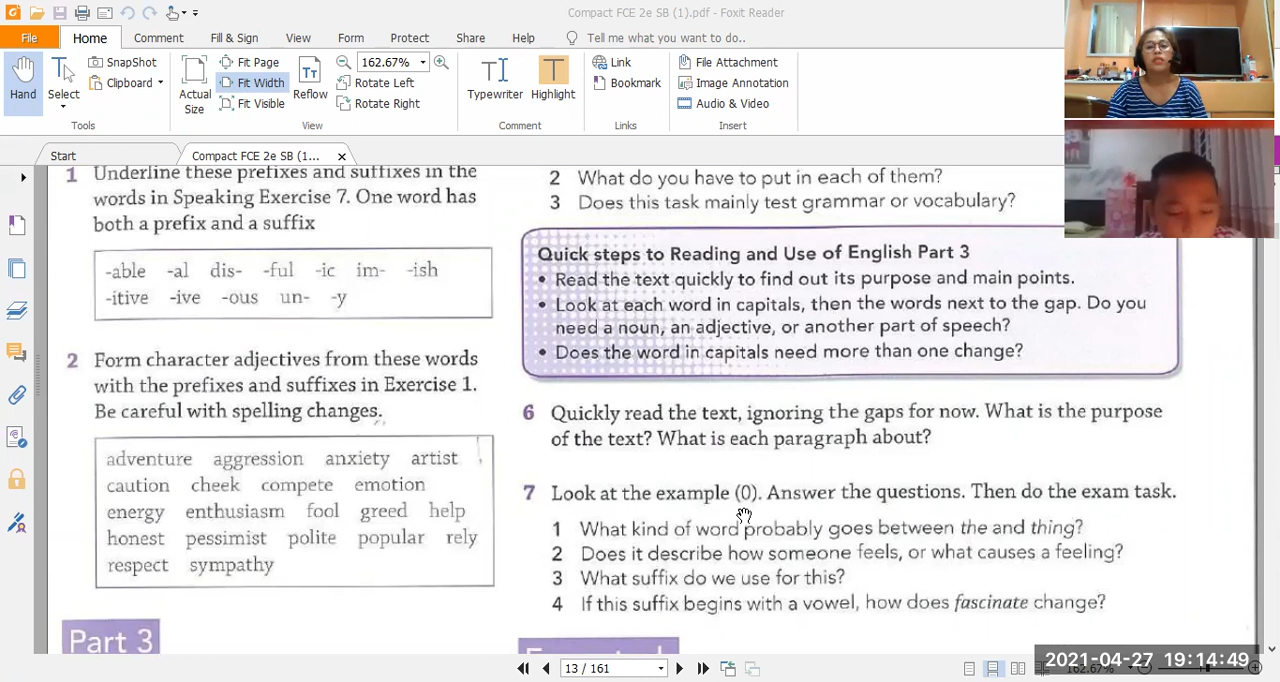 Compact FCE 2e SB (1).pdf - Foxit Reader
File Home Comment Fill & Sign View Form Protect Share Help Tell me what you want to do..
Hand
Select
SnapShot
Clipboard
Tools
Actual Size
Fit Page
Fit Width
Fit Visible
Reflow
162.67%
Rotate Left
Rotate Right
View
Typewriter
Highlight
Comment
Link
Bookmark
Links
File Attachment
Image Annotation
Audio & Video
Insert
Start
Compact FCE 2e SB (1...
1 Underline these prefixes and suffixes in the
words in Speaking Exercise 7. One word has
both a prefix and a suffix
-able -al dis- -ful -ic im- -ish
-itive -ive -ous un- -y
2 Form character adjectives from these words
with the prefixes and suffixes in Exercise 1.
Be careful with spelling changes.
adventure aggression anxiety artist
caution cheek compete emotion
energy enthusiasm fool greed help
honest pessimist polite popular rely
respect sympathy
Part 3
2 What do you have to put in each of them?
3 Does this task mainly test grammar or vocabulary?
Quick steps to Reading and Use of English Part 3
• Read the text quickly to find out its purpose and main points.
• Look at each word in capitals, then the words next to the gap. Do you
need a noun, an adjective, or another part of speech?
• Does the word in capitals need more than one change?
6 Quickly read the text, ignoring the gaps for now. What is the purpose
of the text? What is each paragraph about?
7 Look at the example (0). Answer the questions. Then do the exam task.
1 What kind of word probably goes between the and thing?
2 Does it describe how someone feels, or what causes a feeling?
3 What suffix do we use for this?
4 If this suffix begins with a vowel, how does fascinate change?
13 / 161
162.67%
2021-04-27 19:14:49